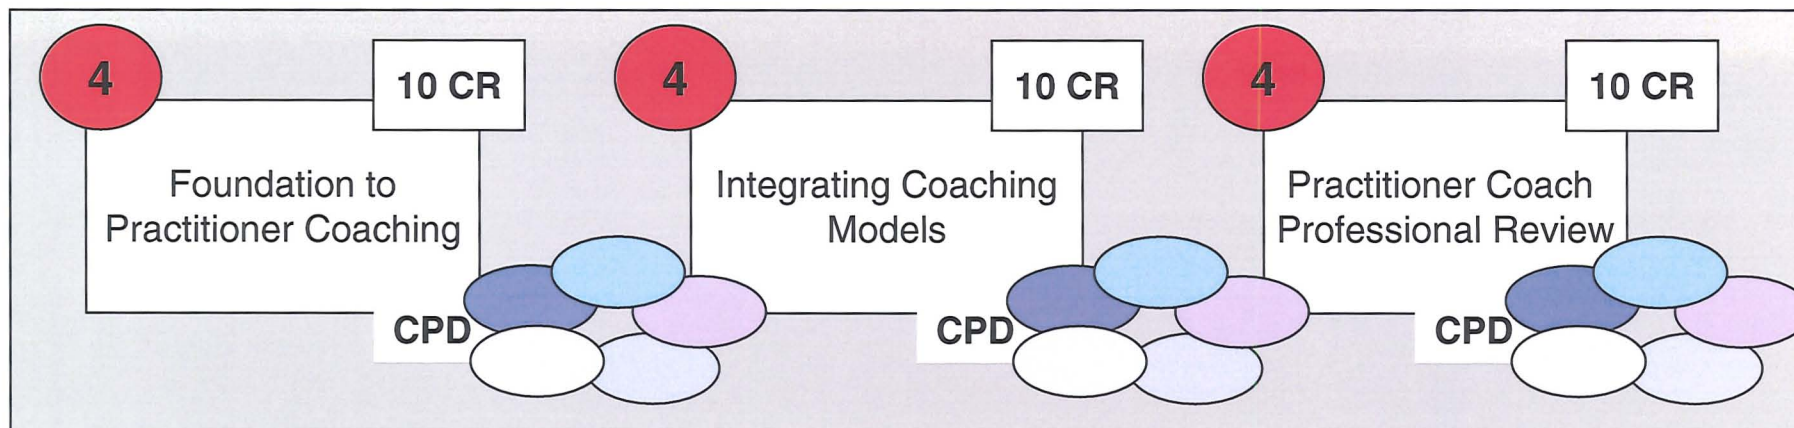 4
10 CR
Foundation to
Practitioner Coaching
CPD
4
10 CR
Integrating Coaching
Models
CPD
4
10 CR
Practitioner Coach
Professional Review
CPD